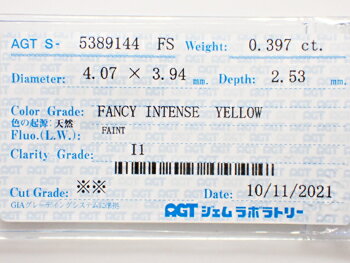 AGT S- 5389144 FS Weight: 0.397 ct.
Diameter: 4.07 × 3.94 mm. Depth: 2.53 mm.
Color Grade: FANCY INTENSE YELLOW
色の起源: 天然
Fluo.(L.W.) FAINT
Clarity Grade: I1
Cut Grade: ※※ Date: 10/11/2021
GIAグレーディングシステムに準拠
AGT ジェム ラボラトリー